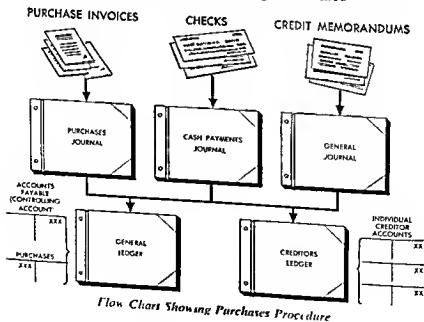 PURCHASE INVOICES
CHECKS
CREDIT MEMORANDUMS
PURCHASES
JOURNAL
CASH PAYMENTS
JOURNAL
GENERAL
JOURNAL
ACCOUNTS
PAYABLE
(CONTROLLING
ACCOUNT
XXX
PURCHASES
XXX
GENERAL
LEDGER
CREDITORS
LEDGER
INDIVIDUAL
CREDITOR
ACCOUNTS
XX
XX
XX
Flow Chart Showing Purchases Procedure